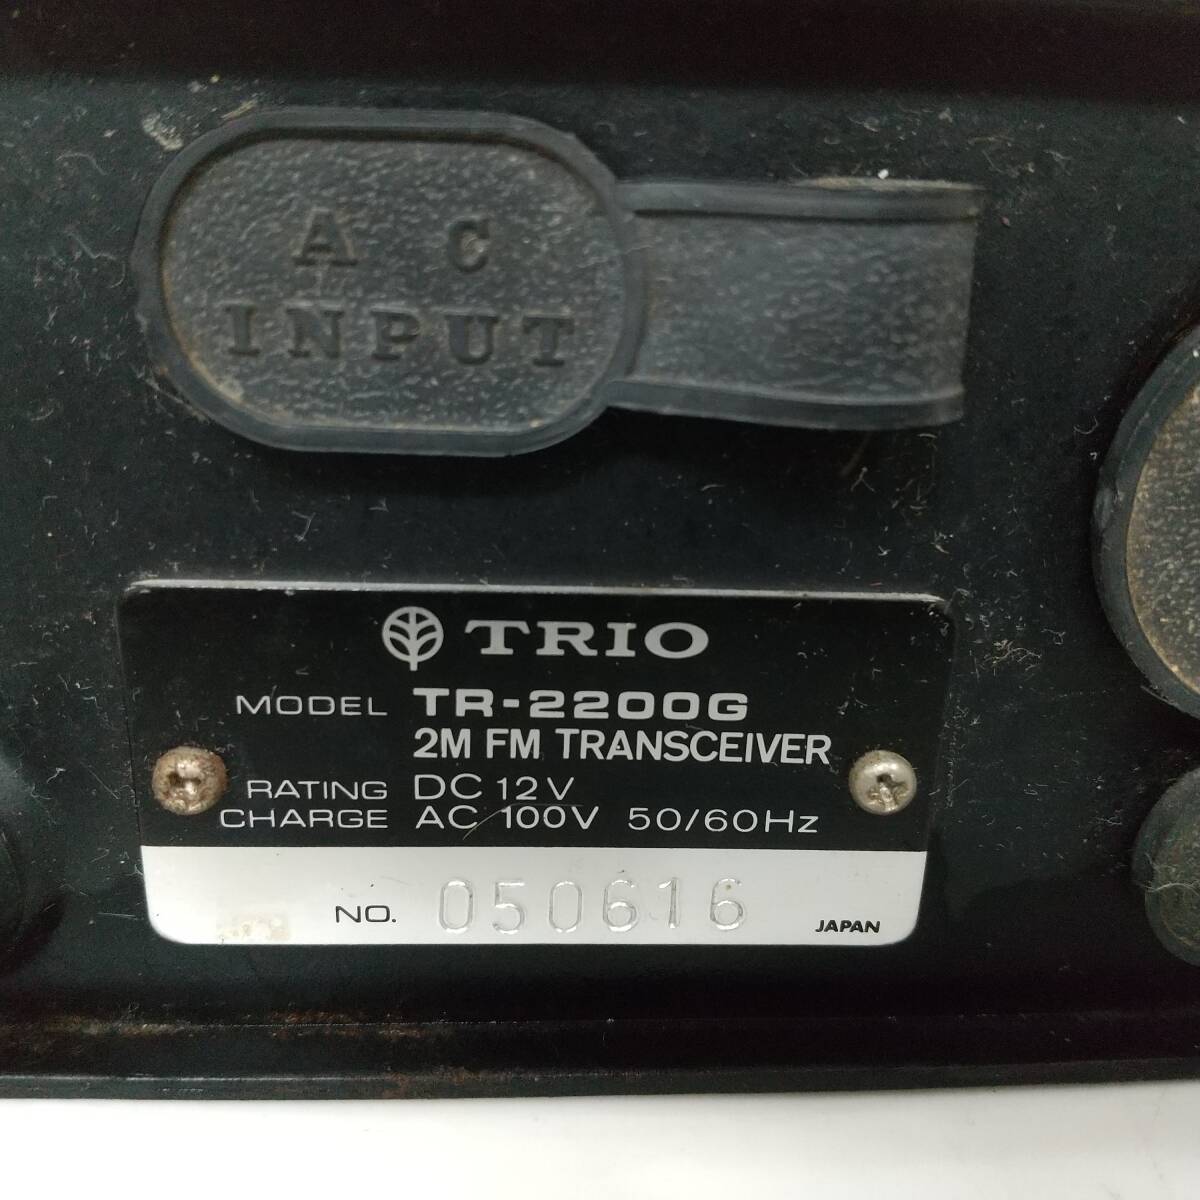 A C
INPUT
TRIO
MODEL TR-2200G
2M FM TRANSCEIVER
RATING DC 12V
CHARGE AC 100V 50/60Hz
NO. 050616 JAPAN